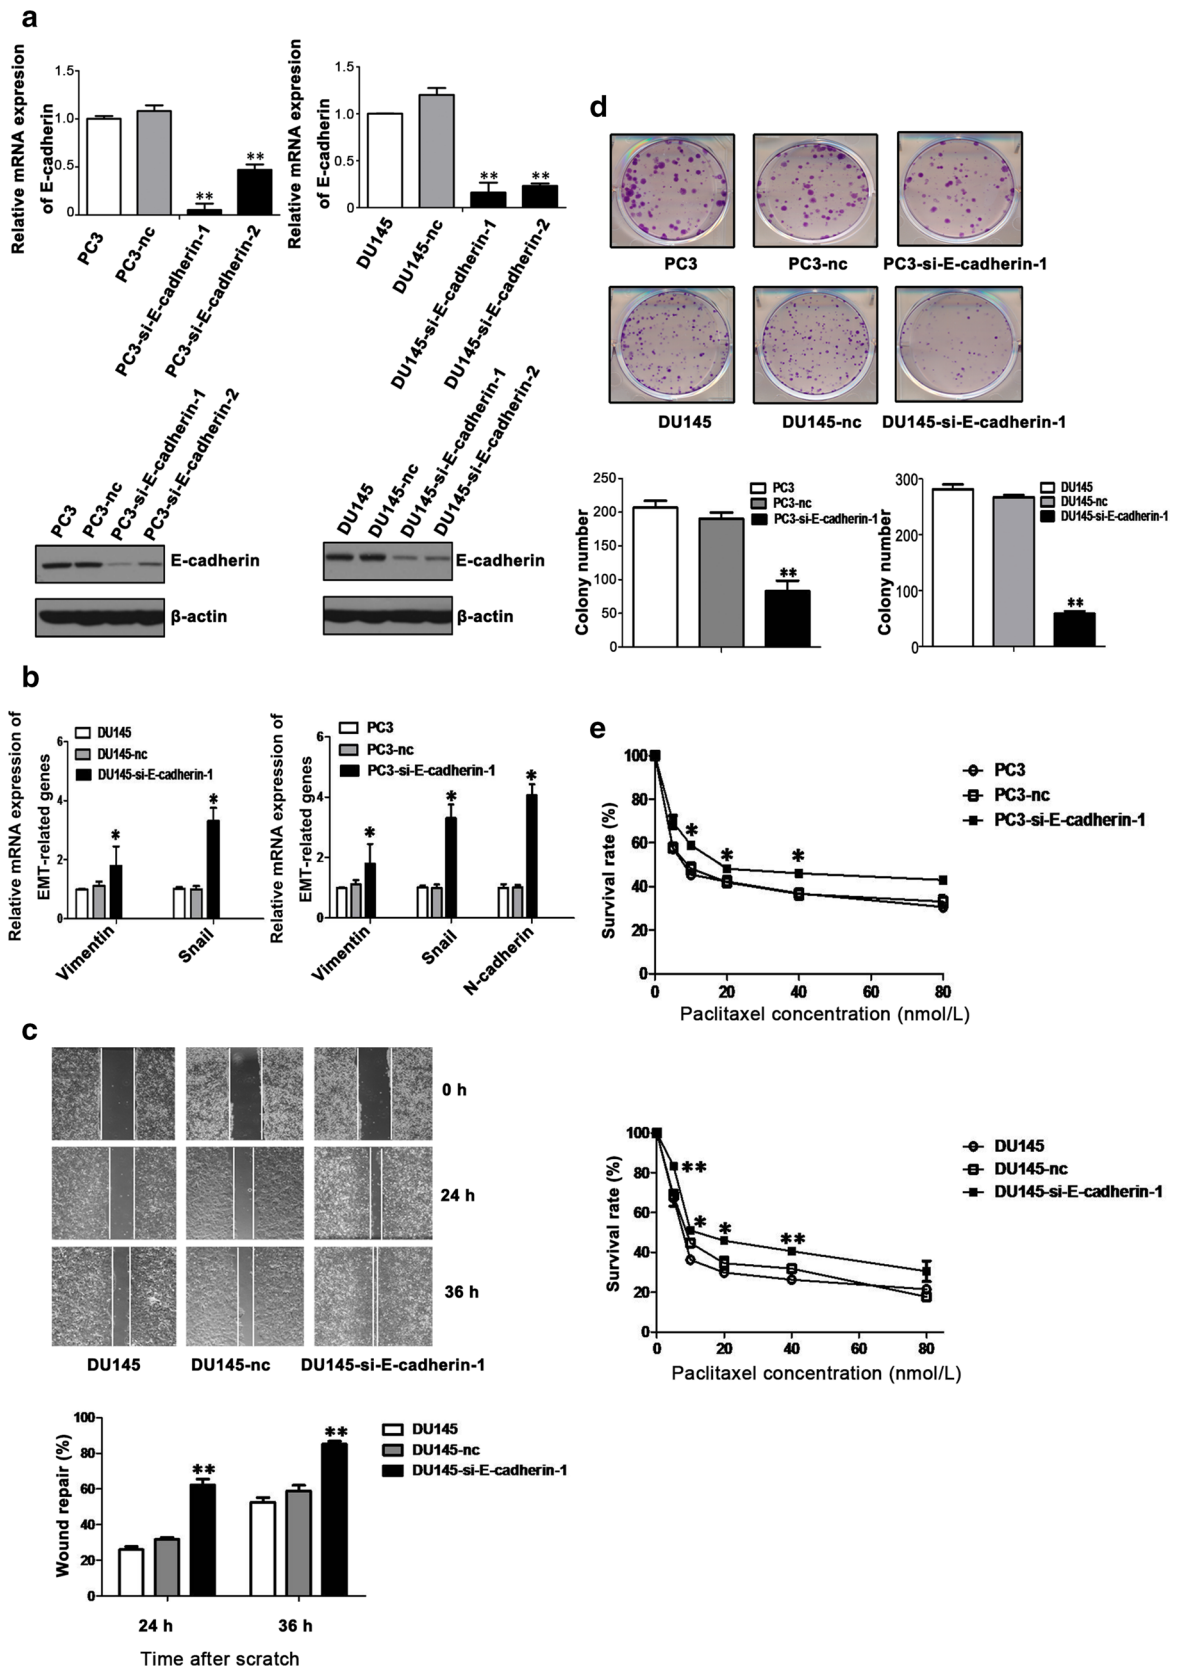 a
Relative mRNA expresion
of E-cadherin
1.5
1.0
0.5
0
**
**
PC3
PC3-nc
PC3-si-E-cadherin-1
PC3-si-E-cadherin-2
Relative mRNA expresion
of E-cadherin
1.5
1.0
0.5
0
**
**
DU145
DU145-nc
DU145-si-E-cadherin-1
DU145-si-E-cadherin-2
PC3
PC3-nc
PC3-si-E-cadherin-1
PC3-si-E-cadherin-2
E-cadherin
β-actin
DU145
DU145-nc
DU145-si-E-cadherin-1
DU145-si-E-cadherin-2
E-cadherin
β-actin
b
Relative mRNA expression of
EMT-related genes
6
4
2
0
DU145
DU145-nc
DU145-si-E-cadherin-1
*
*
Vimentin
Snail
Relative mRNA expression of
EMT-related genes
6
4
2
0
PC3
PC3-nc
PC3-si-E-cadherin-1
*
*
*
Vimentin
Snail
N-cadherin
c
0 h
24 h
36 h
DU145
DU145-nc
DU145-si-E-cadherin-1
Wound repair (%)
100
80
60
40
20
0
**
**
DU145
DU145-nc
DU145-si-E-cadherin-1
24 h
36 h
Time after scratch
d
PC3
PC3-nc
PC3-si-E-cadherin-1
DU145
DU145-nc
DU145-si-E-cadherin-1
Colony number
250
200
150
100
50
0
PC3
PC3-nc
PC3-si-E-cadherin-1
**
Colony number
300
200
100
0
DU145
DU145-nc
DU145-si-E-cadherin-1
**
e
Survival rate (%)
100
80
60
40
20
0
*
*
*
PC3
PC3-nc
PC3-si-E-cadherin-1
0
20
40
60
80
Paclitaxel concentration (nmol/L)
Survival rate (%)
100
80
60
40
20
0
**
*
*
**
DU145
DU145-nc
DU145-si-E-cadherin-1
0
20
40
60
80
Paclitaxel concentration (nmol/L)